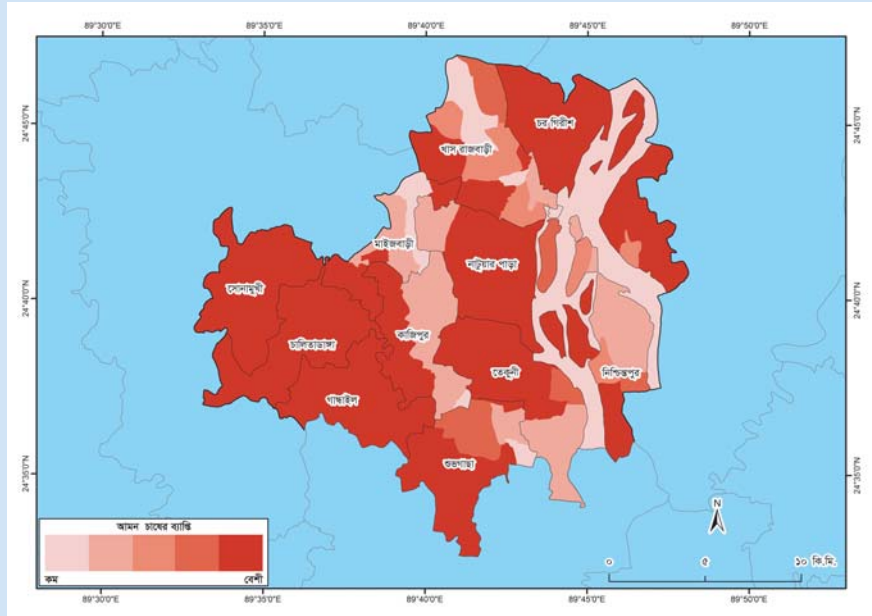 89°30'0"E 89°35'0"E 89°40'0"E 89°45'0"E 89°50'0"E
24°45'0"N 24°45'0"N
চর গিরীশ
খাস রাজবাড়ী
মাইজবাড়ী
নাটুয়ার পাড়া
সোনামুখী
24°40'0"N 24°40'0"N
কাজিপুর
চালিতাডাঙ্গা
তেকুনী
নিশ্চিন্তপুর
গান্ধাইল
শুভগাছা
24°35'0"N 24°35'0"N
N
আমন চাষের ব্যাপ্তি
কম বেশী
০ ৫ ১০ কি.মি.
89°30'0"E 89°35'0"E 89°40'0"E 89°45'0"E 89°50'0"E